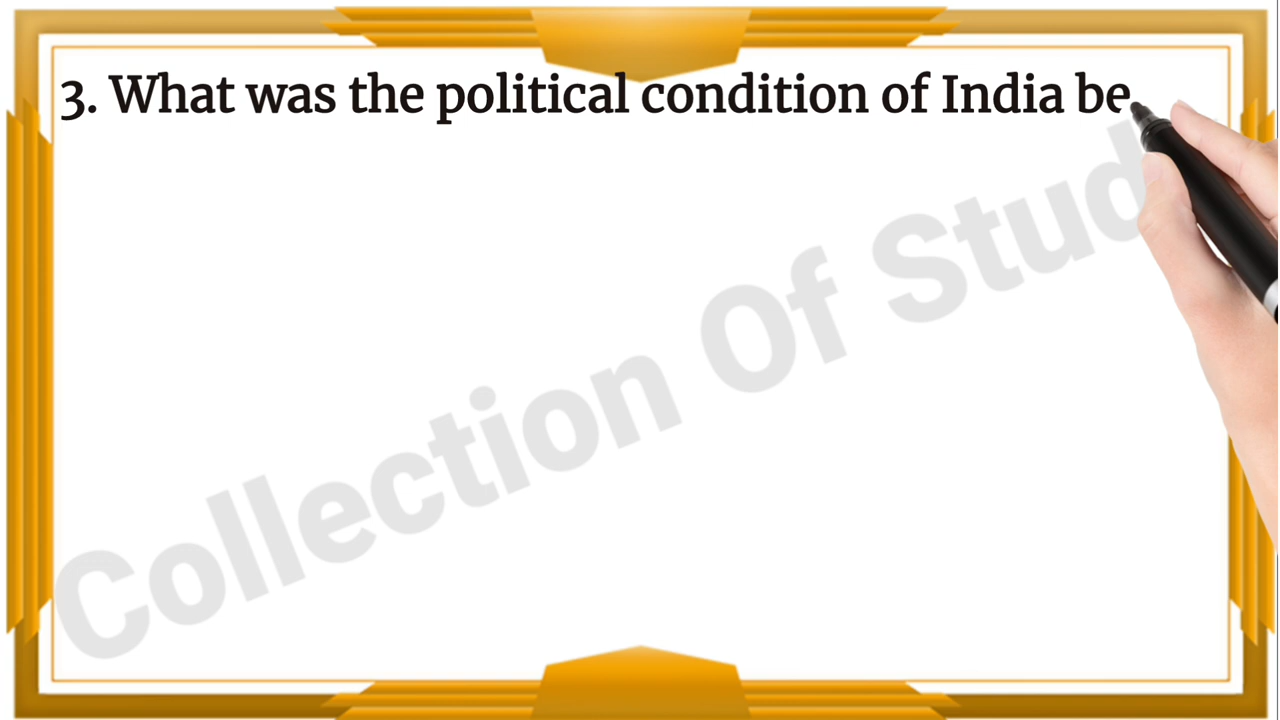 3. What was the political condition of India be
Collection Of Stud